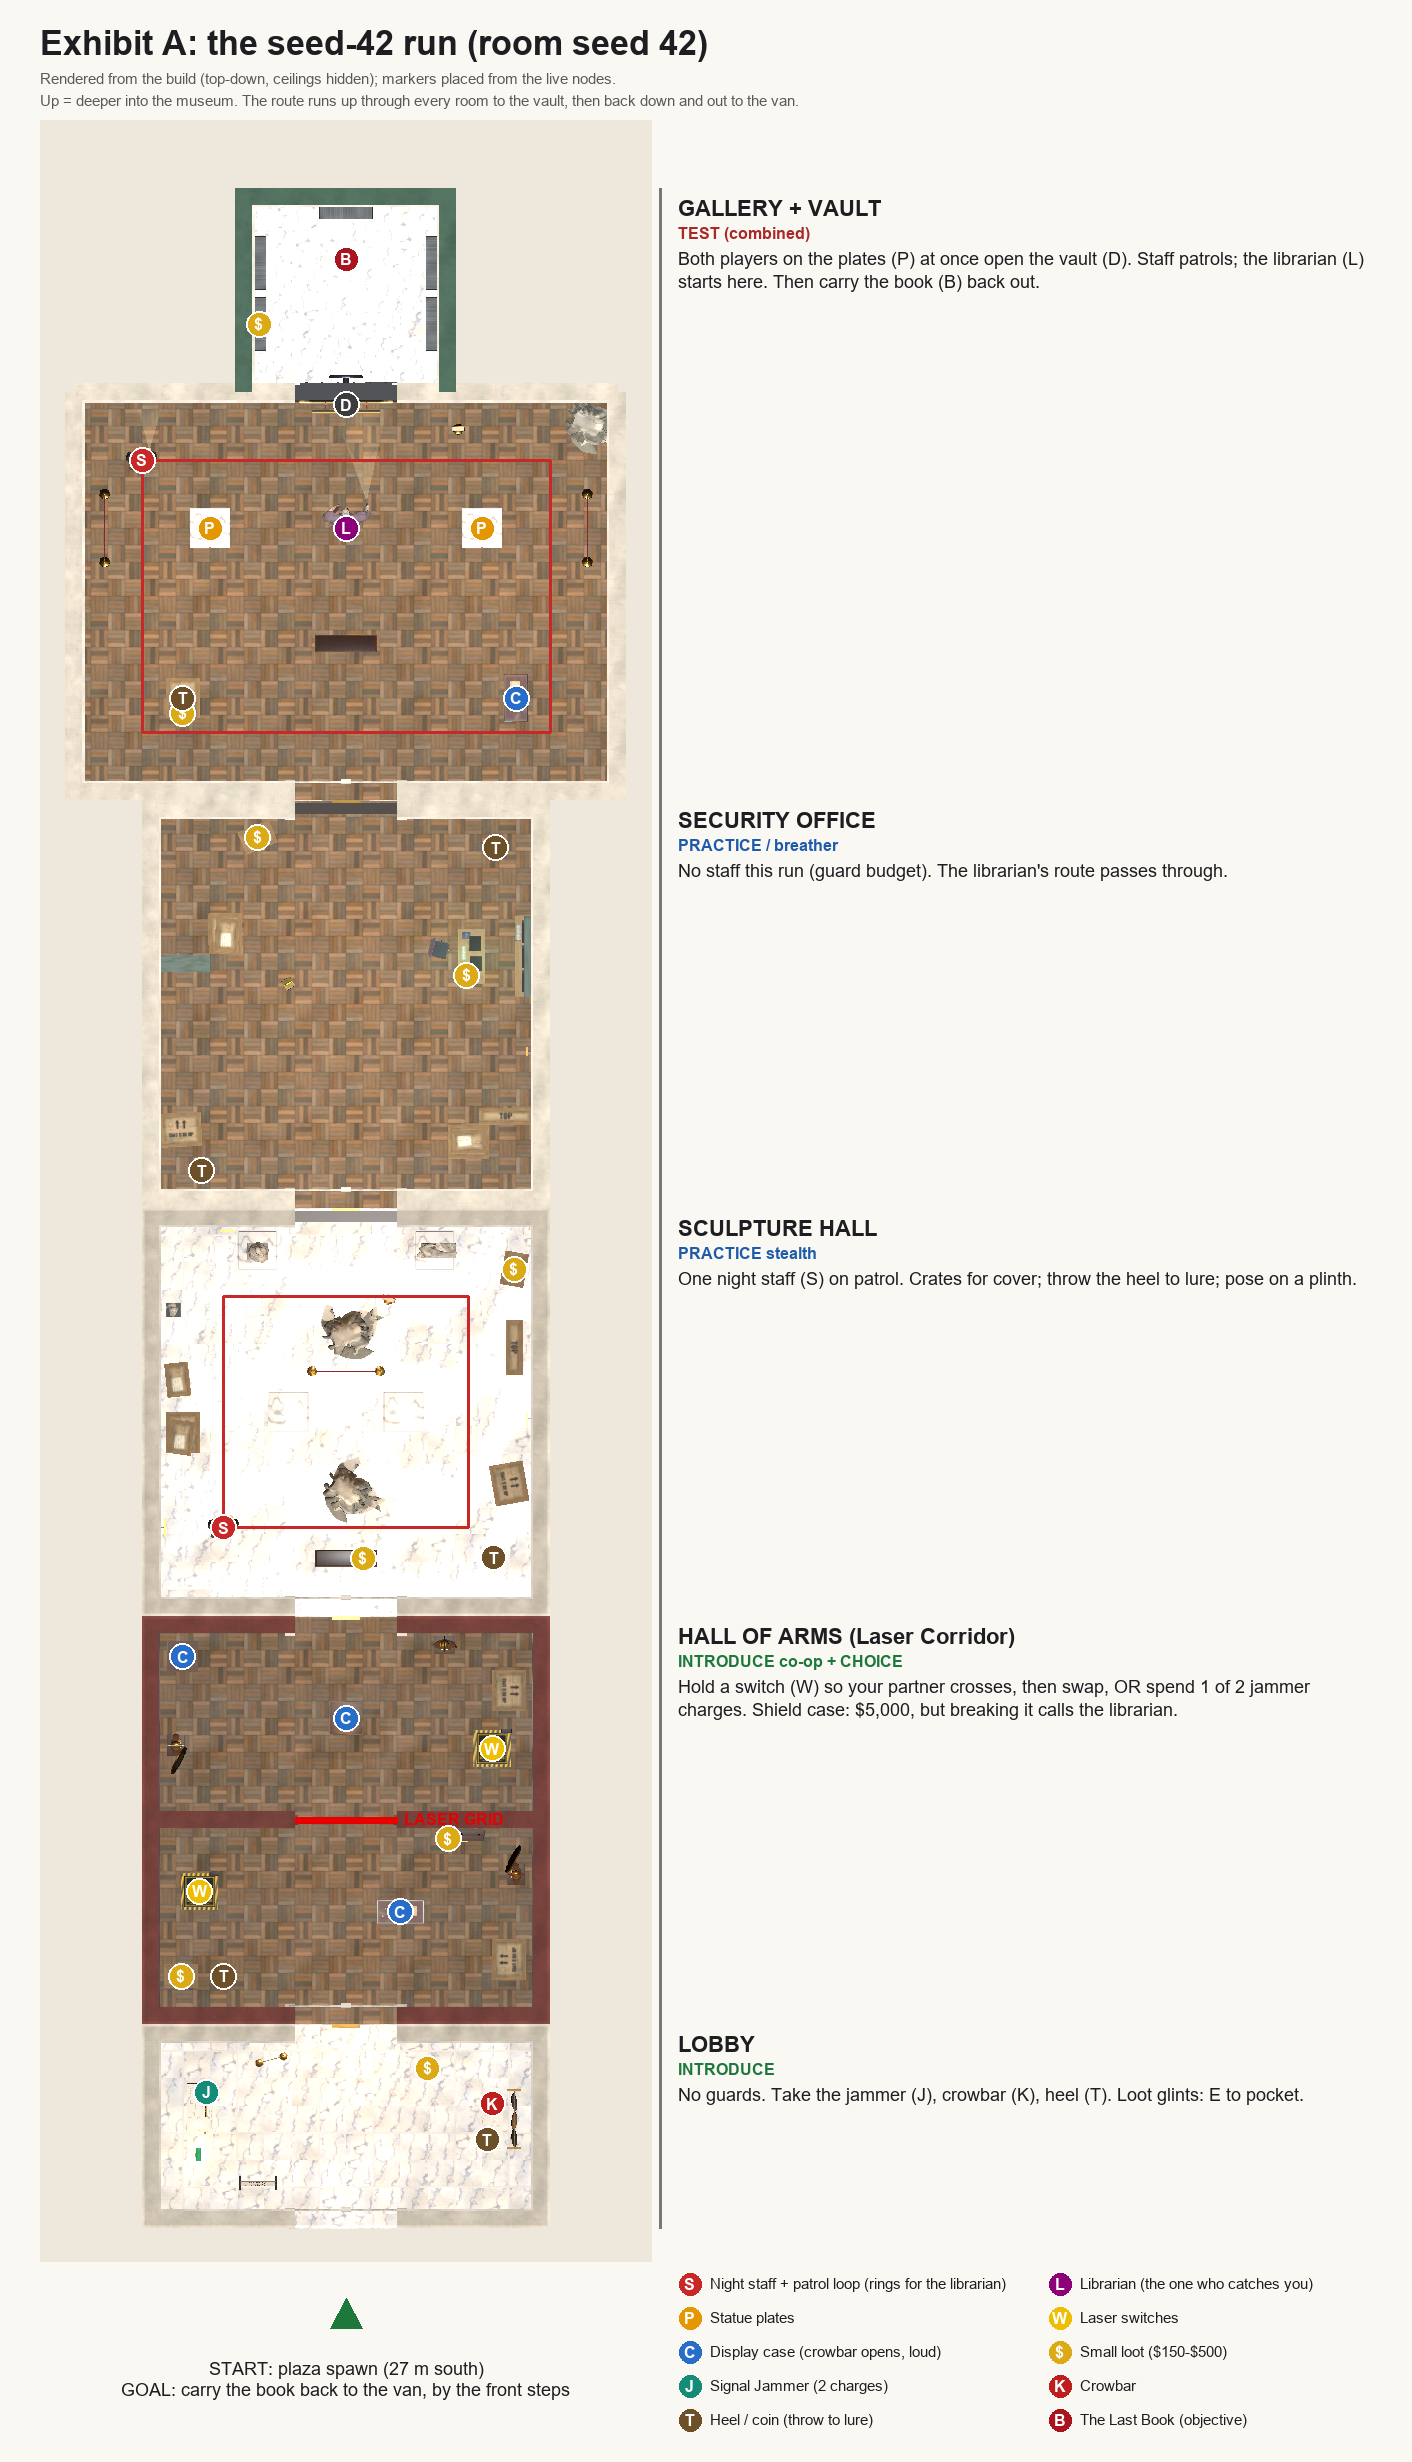 Exhibit A: the seed-42 run (room seed 42)
Rendered from the build (top-down, ceilings hidden); markers placed from the live nodes.
Up = deeper into the museum. The route runs up through every room to the vault, then back down and out to the van.
B
$
D
S
P
L
P
T
$
C
GALLERY + VAULT
TEST (combined)
Both players on the plates (P) at once open the vault (D). Staff patrols; the librarian (L)
starts here. Then carry the book (B) back out.
$
T
$
TOP
T
SECURITY OFFICE
PRACTICE / breather
No staff this run (guard budget). The librarian's route passes through.
$
TOP
S
$
T
SCULPTURE HALL
PRACTICE stealth
One night staff (S) on patrol. Crates for cover; throw the heel to lure; pose on a plinth.
C
C
W
LASER GRID
$
W
C
$
T
HALL OF ARMS (Laser Corridor)
INTRODUCE co-op + CHOICE
Hold a switch (W) so your partner crosses, then swap, OR spend 1 of 2 jammer
charges. Shield case: $5,000, but breaking it calls the librarian.
$
J
K
T
LOBBY
INTRODUCE
No guards. Take the jammer (J), crowbar (K), heel (T). Loot glints: E to pocket.
START: plaza spawn (27 m south)
GOAL: carry the book back to the van, by the front steps
S Night staff + patrol loop (rings for the librarian)
P Statue plates
C Display case (crowbar opens, loud)
J Signal Jammer (2 charges)
T Heel / coin (throw to lure)
L Librarian (the one who catches you)
W Laser switches
$ Small loot ($150-$500)
K Crowbar
B The Last Book (objective)